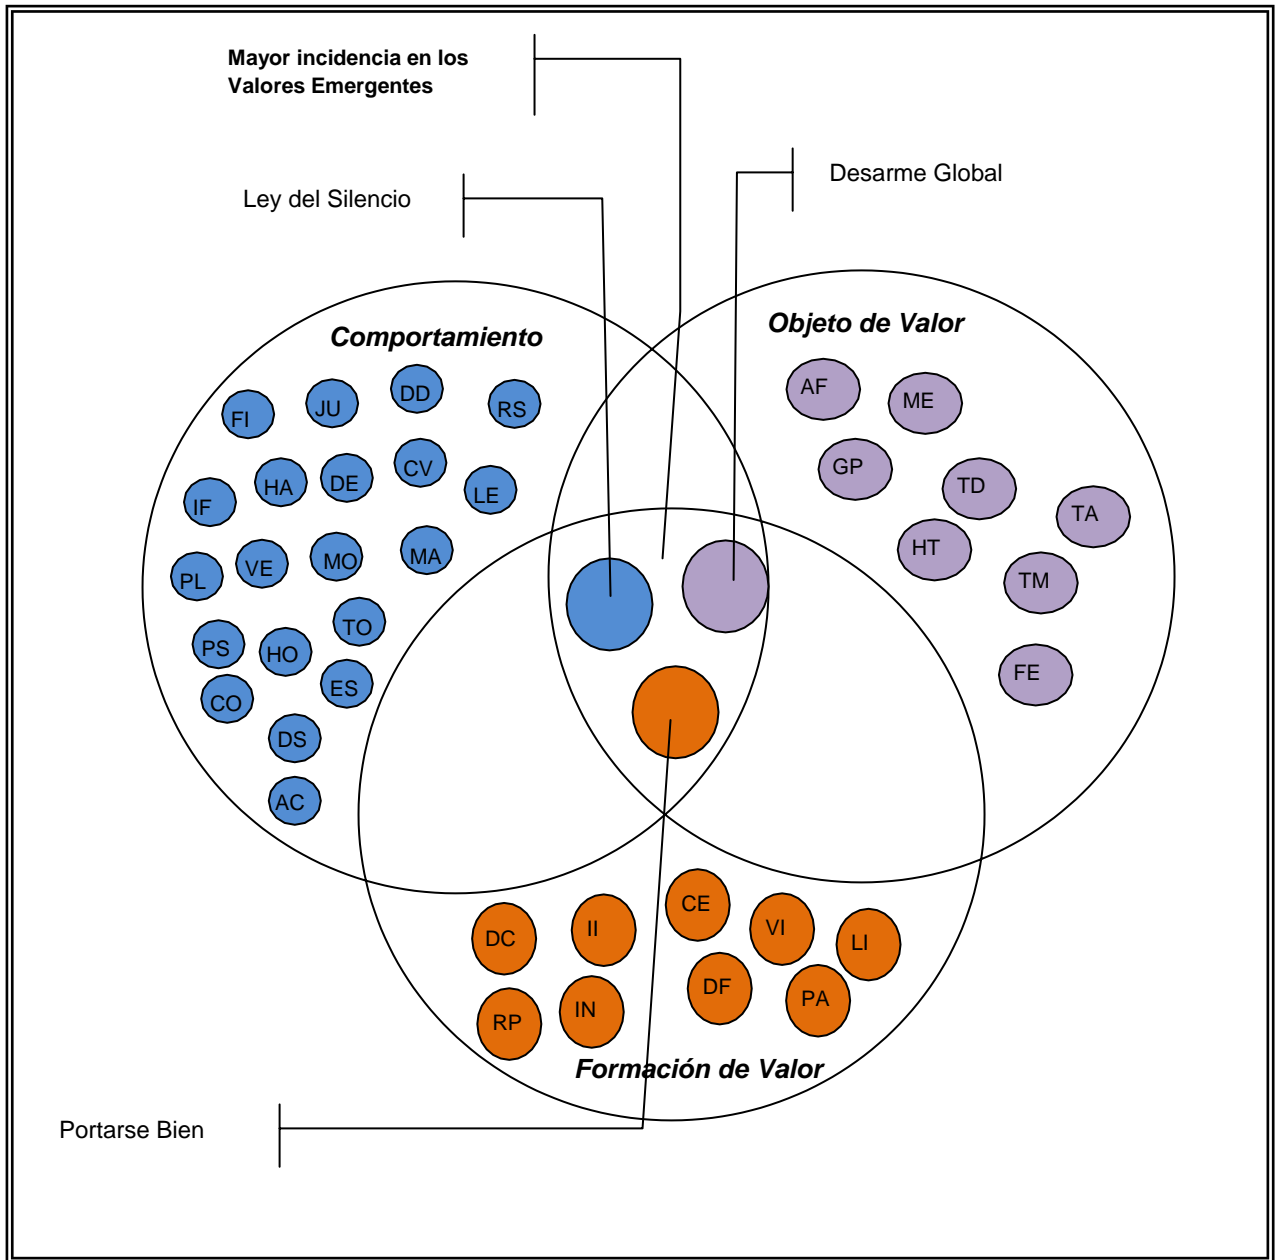 Mayor incidencia en los
Valores Emergentes
Desarme Global
Ley del Silencio
Comportamiento
Objeto de Valor
FI
JU
DD
RS
IF
HA
DE
CV
LE
PL
VE
MO
MA
PS
HO
TO
CO
ES
DS
AC
AF
ME
GP
TD
TA
HT
TM
FE
DC
II
CE
VI
LI
RP
IN
DF
PA
Formación de Valor
Portarse Bien